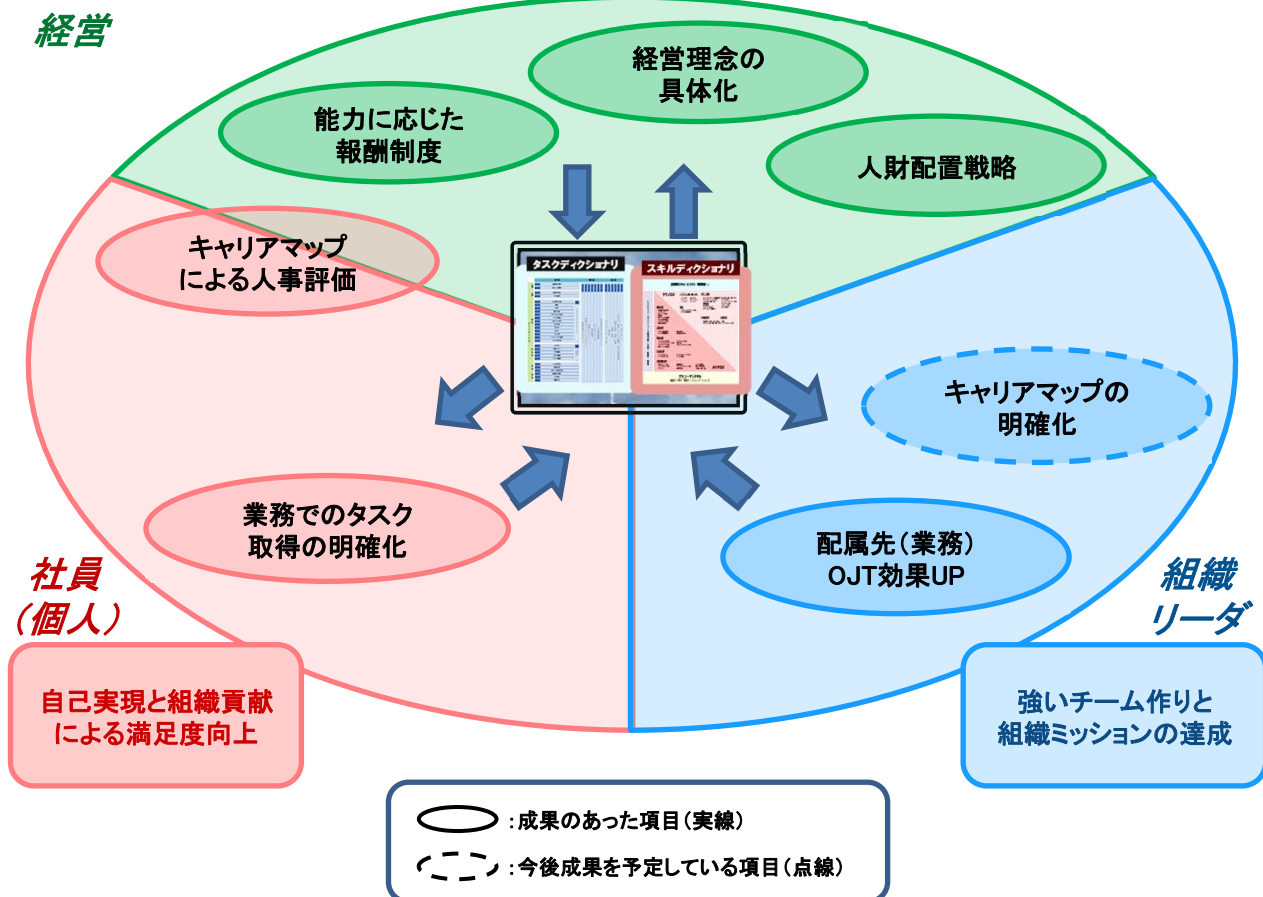 経営
経営理念の
具体化
能力に応じた
報酬制度
人財配置戦略
キャリアマップ
による人事評価
タスクディクショナリ
スキルディクショナリ
キャリアマップの
明確化
業務でのタスク
取得の明確化
配属先(業務)
OJT効果UP
社員
(個人)
組織
リーダ
自己実現と組織貢献
による満足度向上
強いチーム作りと
組織ミッションの達成
:成果のあった項目(実線)
:今後成果を予定している項目(点線)